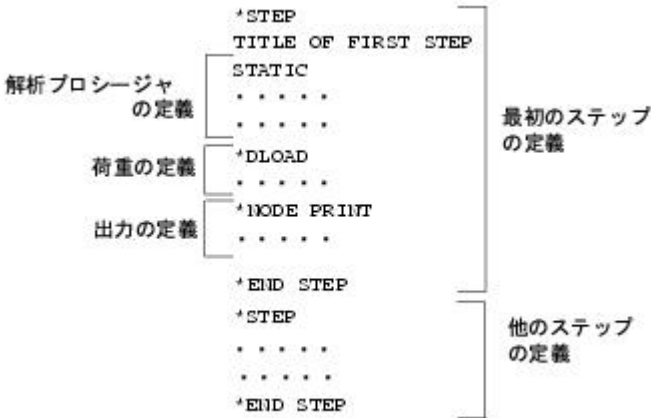 *STEP
TITLE OF FIRST STEP
STATIC
・・・・・
・・・・・
*DLOAD
・・・・・
*NODE PRINT
・・・・・
*END STEP
*STEP
・・・・・
・・・・・
*END STEP
解析プロシージャ
の定義
荷重の定義
出力の定義
最初のステップ
の定義
他のステップ
の定義